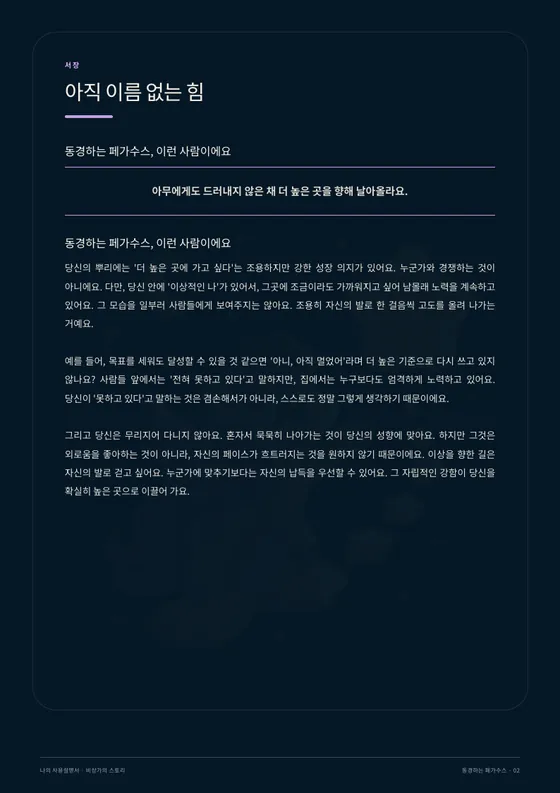 서장
아직 이름 없는 힘
동경하는 페가수스, 이런 사람이에요
아무에게도 드러내지 않은 채 더 높은 곳을 향해 날아올라요.
동경하는 페가수스, 이런 사람이에요
당신의 뿌리에는 '더 높은 곳에 가고 싶다'는 조용하지만 강한 성장 의지가 있어요. 누군가와 경쟁하는 것이
아니에요. 다만, 당신 안에 '이상적인 나'가 있어서, 그곳에 조금이라도 가까워지고 싶어 남몰래 노력을 계속하고
있어요. 그 모습을 일부러 사람들에게 보여주지는 않아요. 조용히 자신의 발로 한 걸음씩 고도를 올려 나가는
거예요.
예를 들어, 목표를 세워도 달성할 수 있을 것 같으면 '아니, 아직 멀었어'라며 더 높은 기준으로 다시 쓰고 있지
않나요? 사람들 앞에서는 '전혀 못하고 있다'고 말하지만, 집에서는 누구보다도 엄격하게 노력하고 있어요.
당신이 '못하고 있다'고 말하는 것은 겸손해서가 아니라, 스스로도 정말 그렇게 생각하기 때문이에요.
그리고 당신은 무리지어 다니지 않아요. 혼자서 묵묵히 나아가는 것이 당신의 성향에 맞아요. 하지만 그것은
외로움을 좋아하는 것이 아니라, 자신의 페이스가 흐트러지는 것을 원하지 않기 때문이에요. 이상을 향한 길은
자신의 발로 걷고 싶어요. 누군가에 맞추기보다는 자신의 납득을 우선할 수 있어요. 그 자립적인 강함이 당신을
확실히 높은 곳으로 이끌어 가요.
나의 사용설명서 · 비상가의 스토리
동경하는 페가수스 · 02